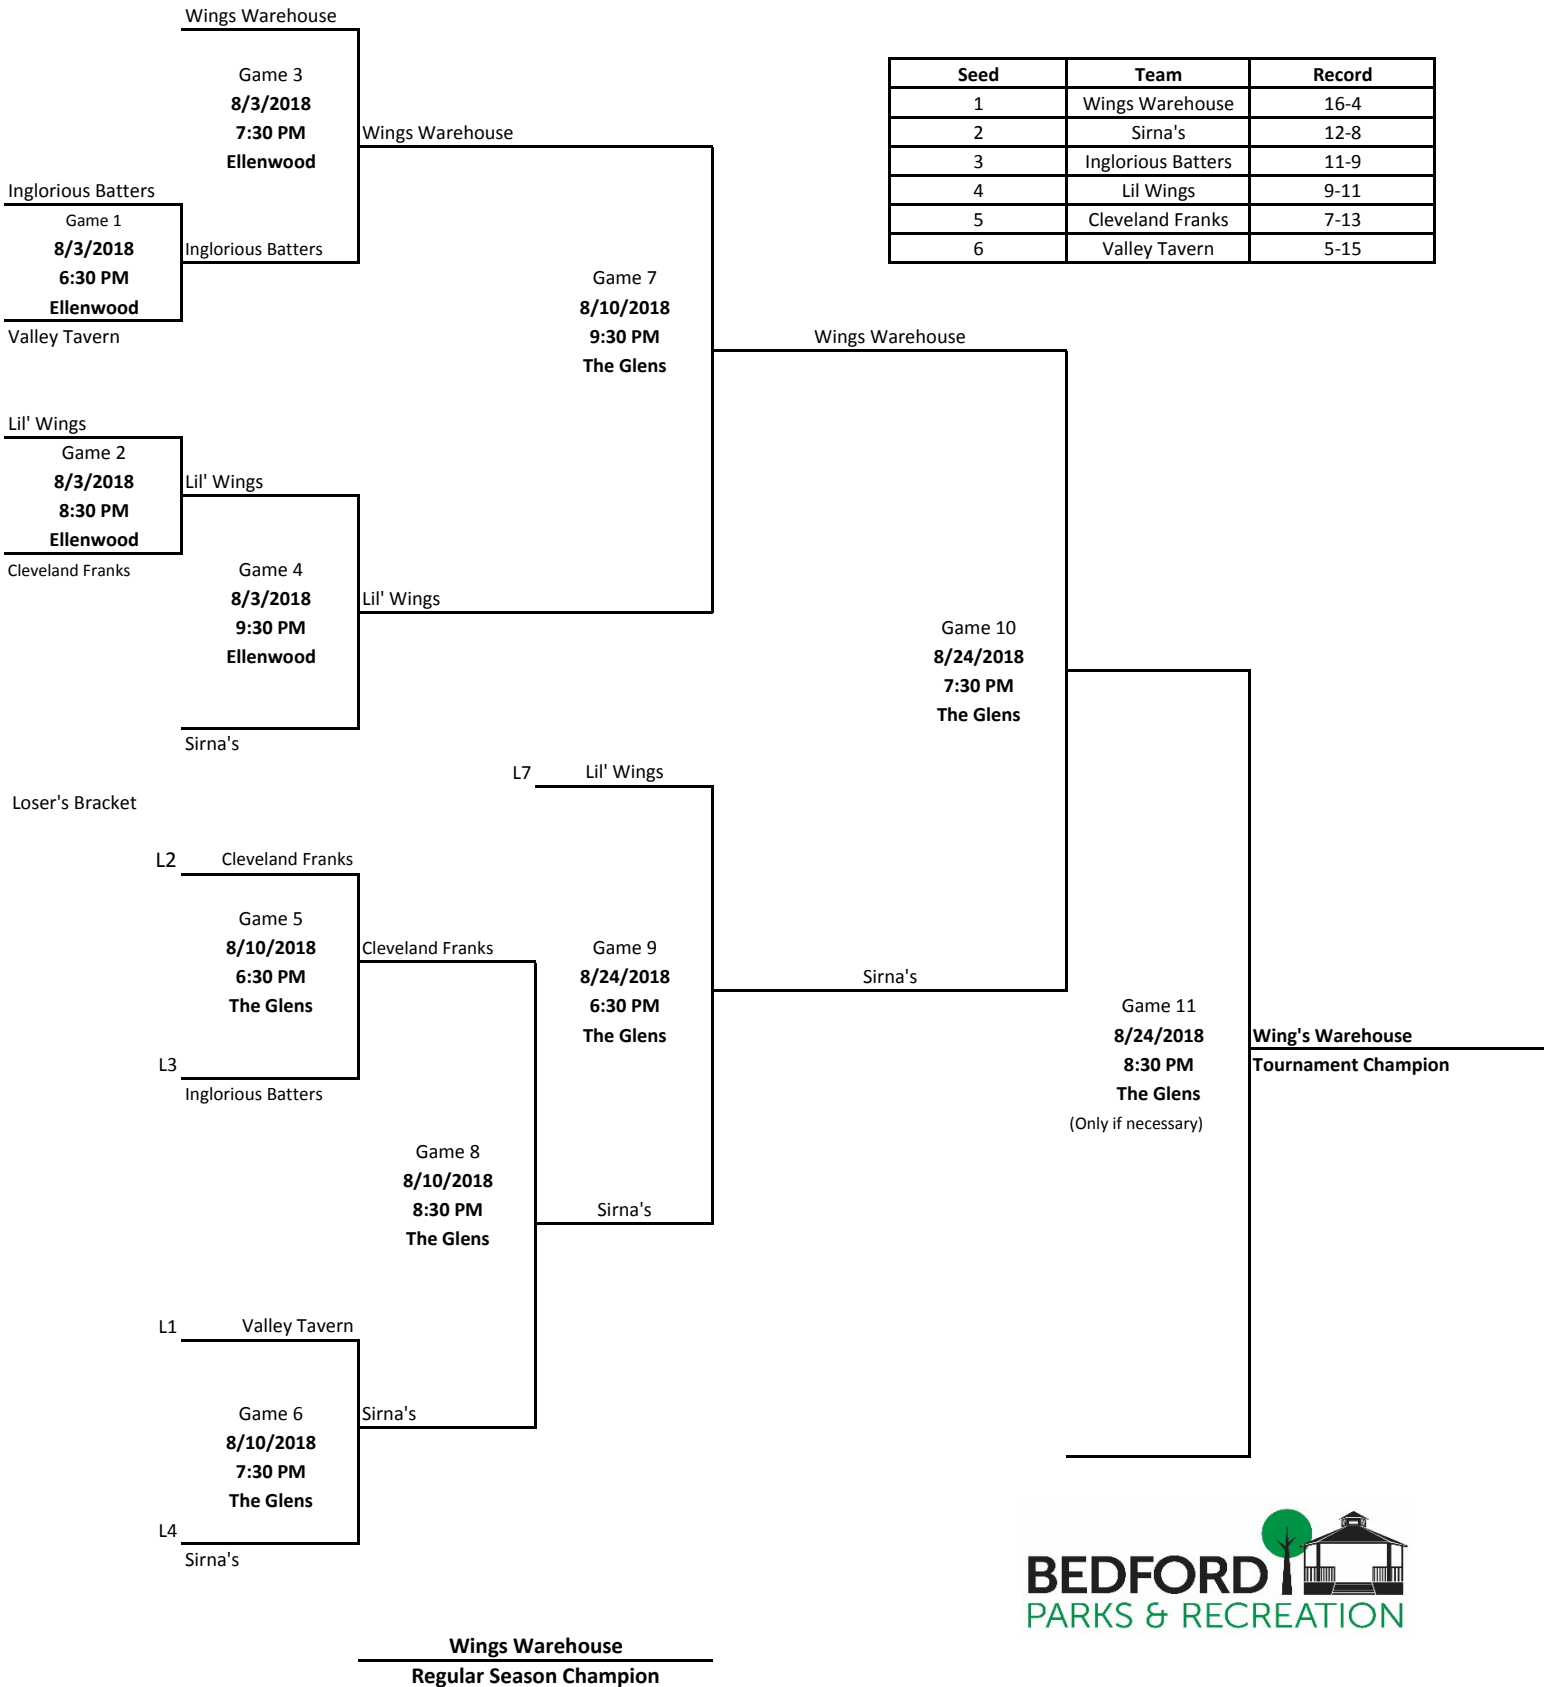 Wings Warehouse
Game 3
8/3/2018
7:30 PM
Ellenwood
Wings Warehouse
Seed Team Record
1 Wings Warehouse 16-4
2 Sirna's 12-8
3 Inglorious Batters 11-9
4 Lil Wings 9-11
5 Cleveland Franks 7-13
6 Valley Tavern 5-15
Inglorious Batters
Game 1
8/3/2018
6:30 PM
Ellenwood
Inglorious Batters
Valley Tavern
Game 7
8/10/2018
9:30 PM
The Glens
Wings Warehouse
Lil' Wings
Game 2
8/3/2018
8:30 PM
Ellenwood
Lil' Wings
Cleveland Franks
Game 4
8/3/2018
9:30 PM
Ellenwood
Lil' Wings
Sirna's
Game 10
8/24/2018
7:30 PM
The Glens
L7 Lil' Wings
Loser's Bracket
L2 Cleveland Franks
Game 5
8/10/2018
6:30 PM
The Glens
Cleveland Franks
L3
Inglorious Batters
Game 9
8/24/2018
6:30 PM
The Glens
Sirna's
Game 11
8/24/2018
8:30 PM
The Glens
(Only if necessary)
Wing's Warehouse
Tournament Champion
Game 8
8/10/2018
8:30 PM
The Glens
Sirna's
L1 Valley Tavern
Game 6
8/10/2018
7:30 PM
The Glens
Sirna's
L4
Sirna's
BEDFORD
PARKS & RECREATION
Wings Warehouse
Regular Season Champion